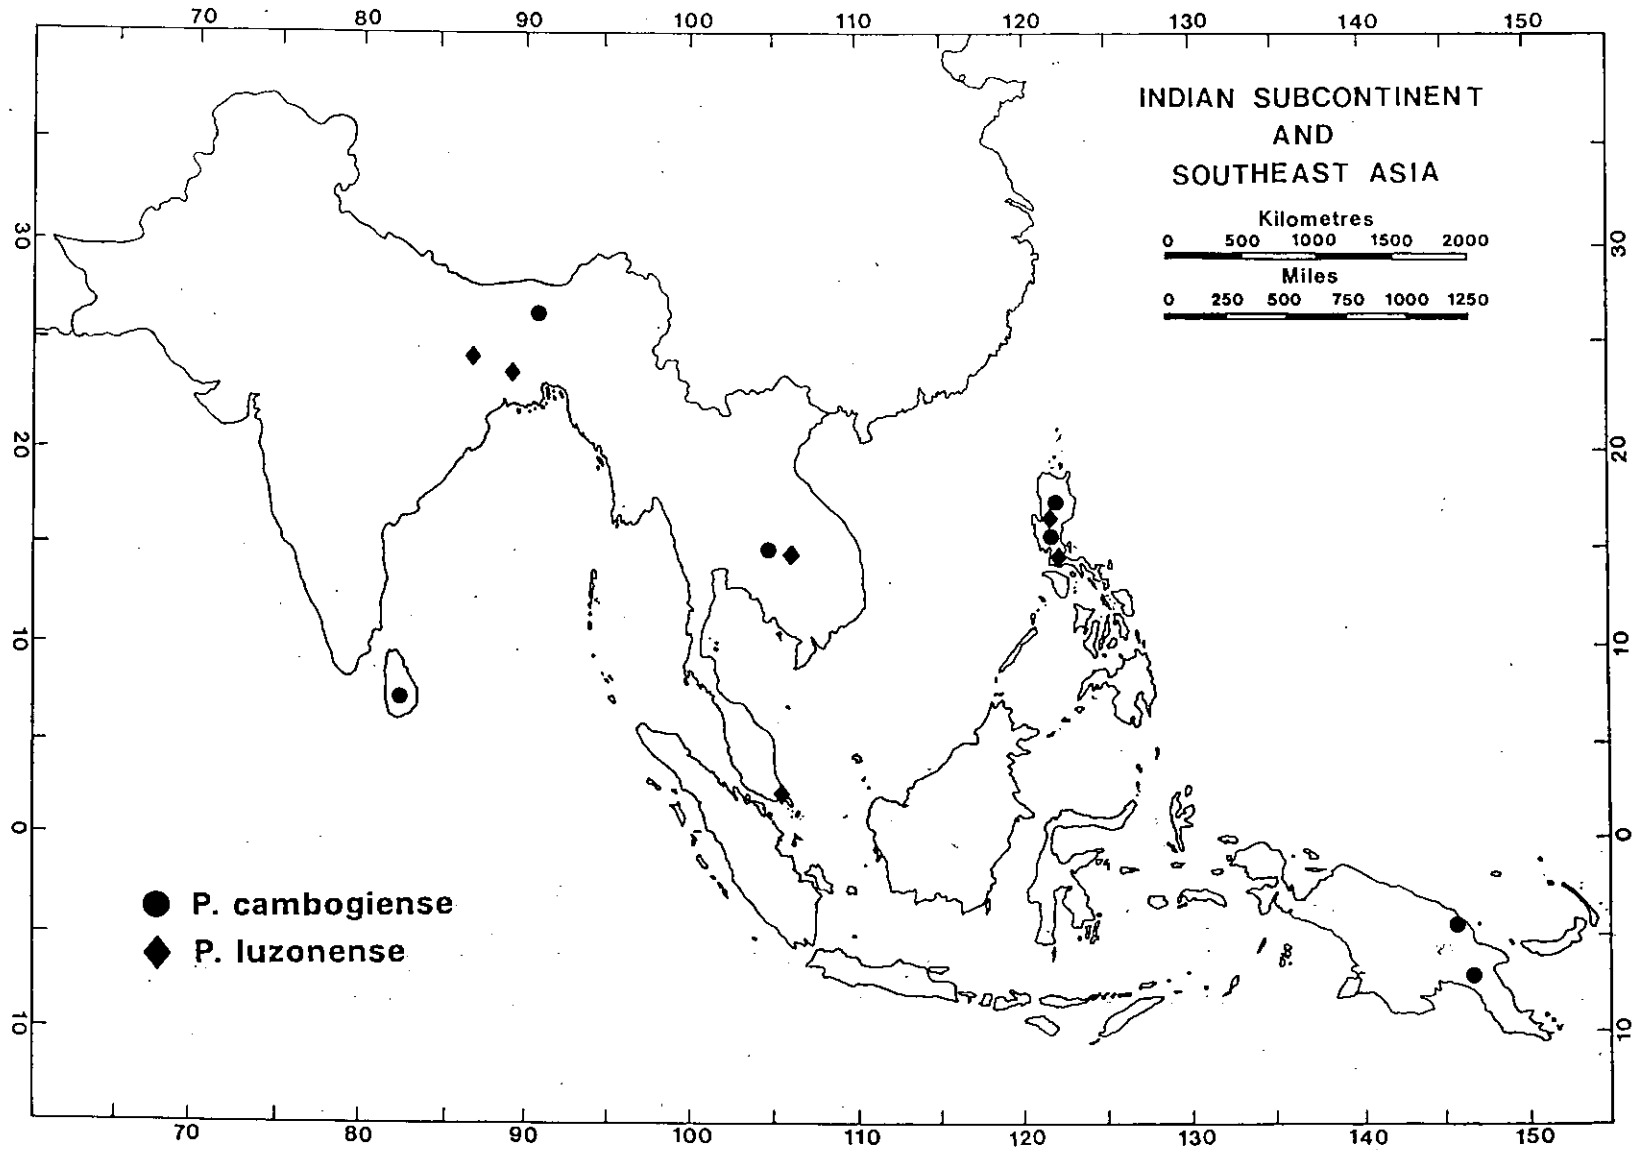 70 80 90 100 110 120 130 140 150
INDIAN SUBCONTINENT
AND
SOUTHEAST ASIA
Kilometres
0 500 1000 1500 2000
Miles
0 250 500 750 1000 1250
30 30
20 20
10 10
0 0
P. cambogiense
P. luzonense
10 10
70 80 90 100 110 120 130 140 150